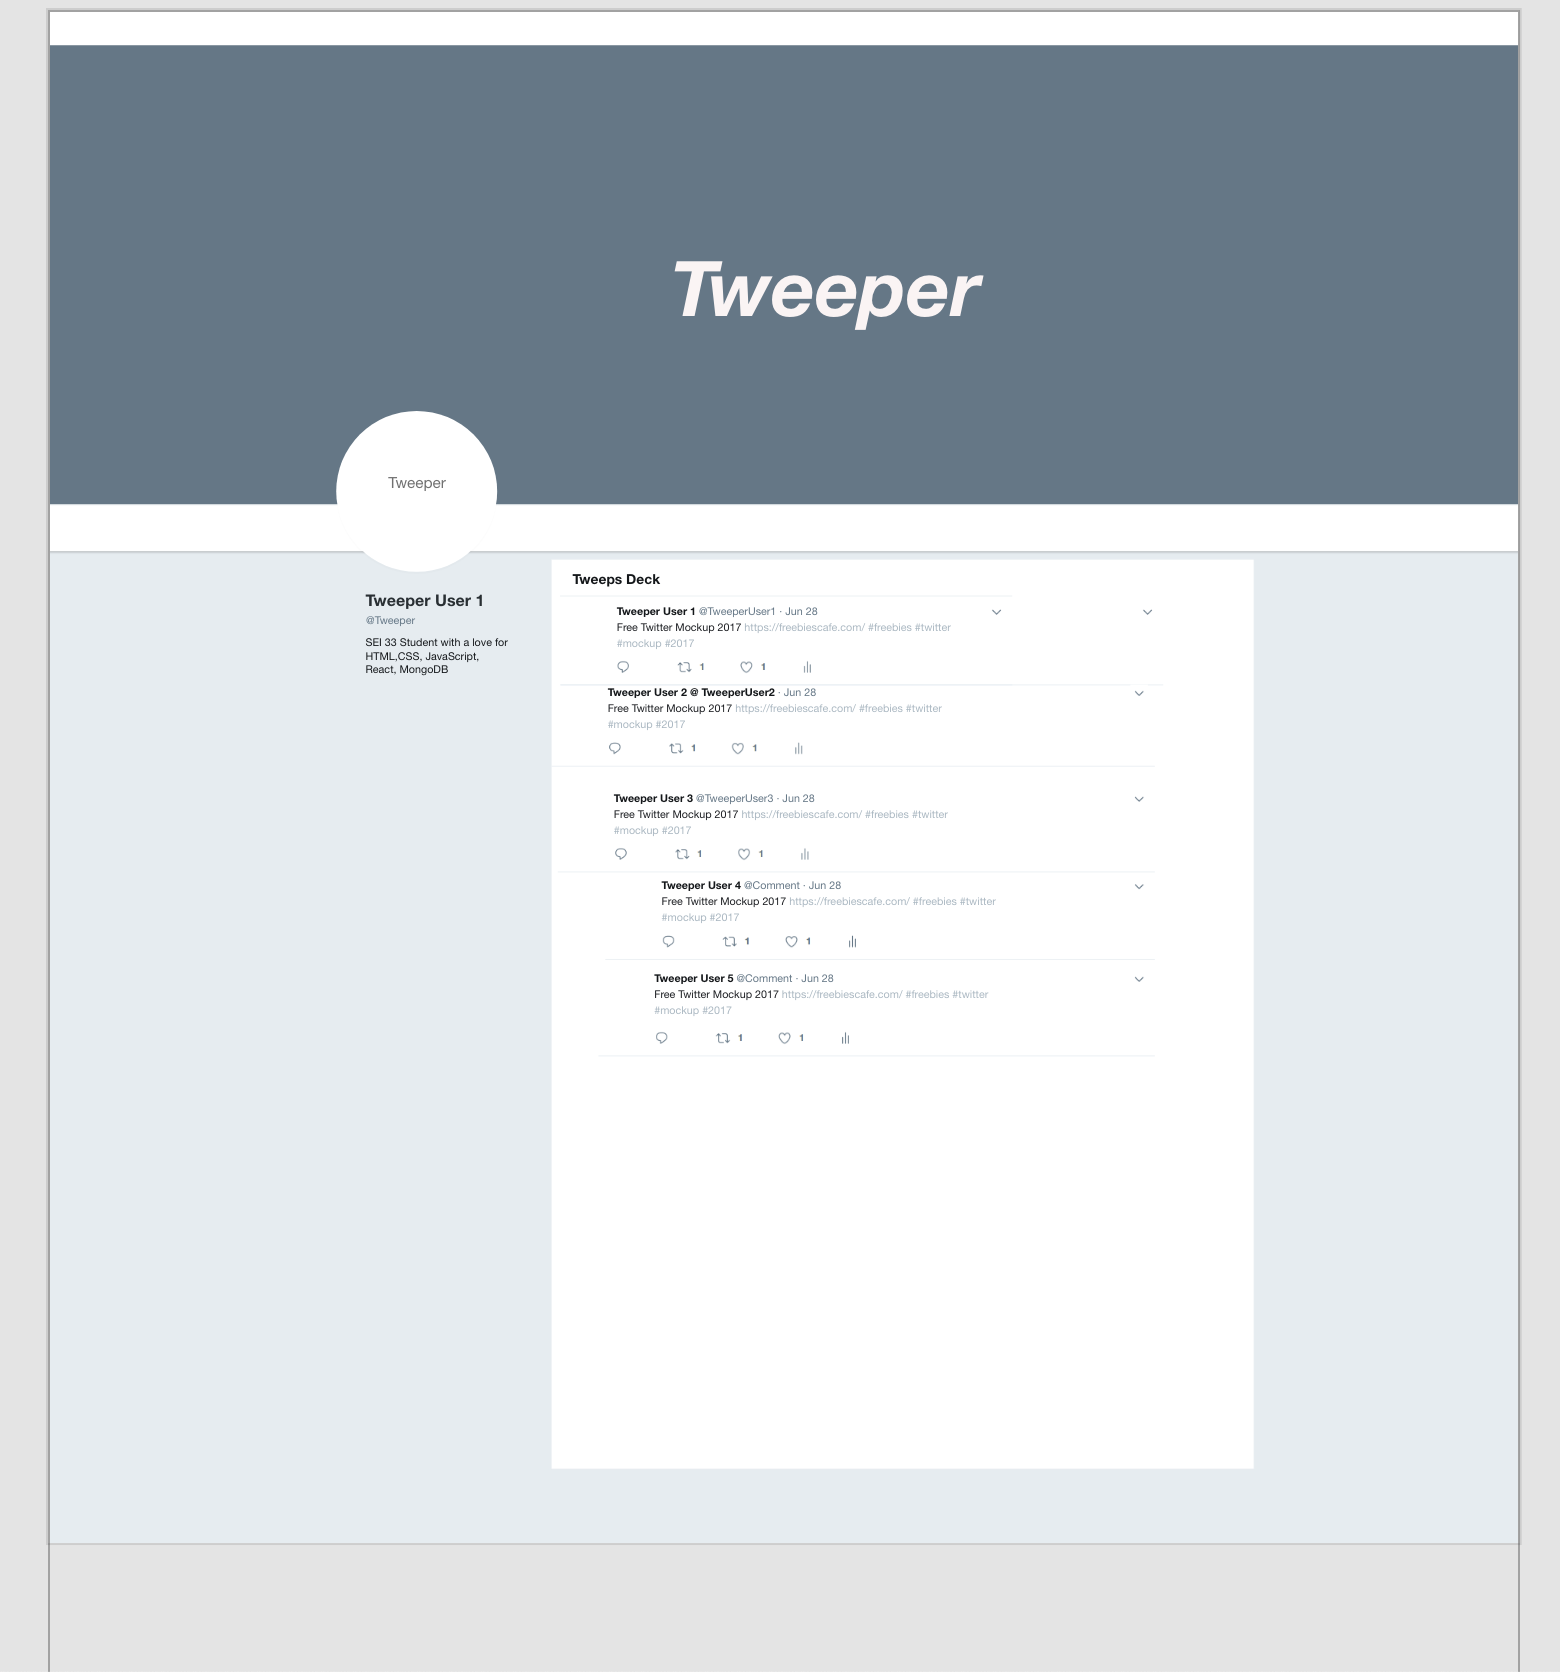 Tweeper
Tweeper
Tweeper User 1
@Tweeper
SEI 33 Student with a love for
HTML,CSS, JavaScript,
React, MongoDB
Tweeps Deck
Tweeper User 1 @TweeperUser1 · Jun 28
Free Twitter Mockup 2017 https://freebiescafe.com/ #freebies #twitter
#mockup #2017
1 1
Tweeper User 2 @ TweeperUser2 · Jun 28
Free Twitter Mockup 2017 https://freebiescafe.com/ #freebies #twitter
#mockup #2017
1 1
Tweeper User 3 @TweeperUser3 · Jun 28
Free Twitter Mockup 2017 https://freebiescafe.com/ #freebies #twitter
#mockup #2017
1 1
Tweeper User 4 @Comment · Jun 28
Free Twitter Mockup 2017 https://freebiescafe.com/ #freebies #twitter
#mockup #2017
1 1
Tweeper User 5 @Comment · Jun 28
Free Twitter Mockup 2017 https://freebiescafe.com/ #freebies #twitter
#mockup #2017
1 1